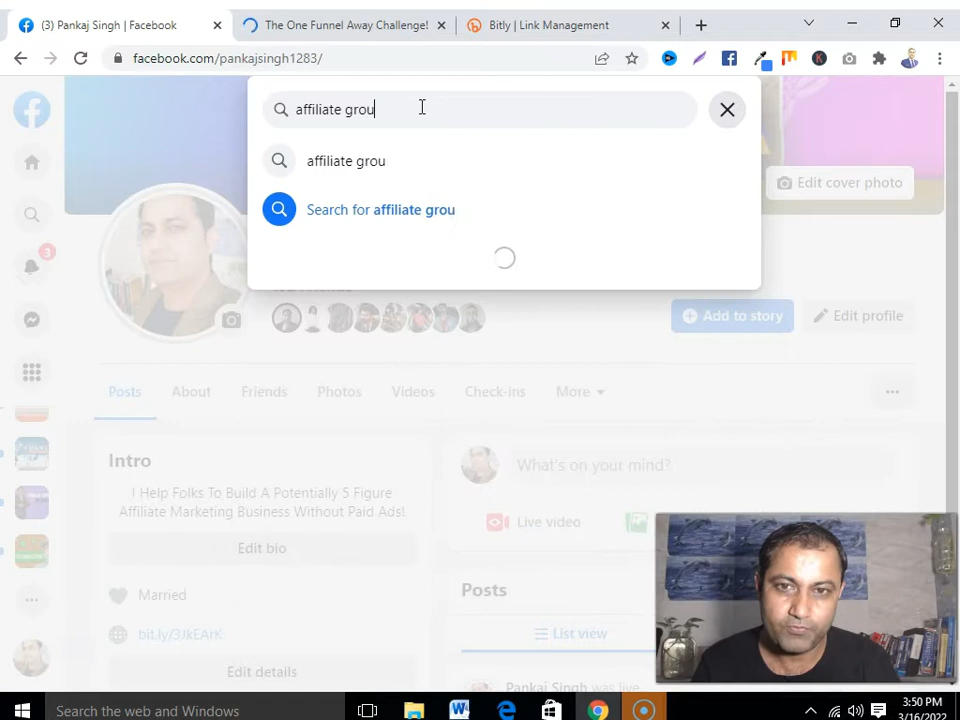 (3) Pankaj Singh | Facebook
The One Funnel Away Challenge!
Bitly | Link Management
facebook.com/pankajsingh1283/
affiliate grou
affiliate grou
Search for affiliate grou
Edit cover photo
3
Add to story
Edit profile
Posts
About
Friends
Photos
Videos
Check-ins
More
Intro
I Help Folks To Build A Potentially 5 Figure
Affiliate Marketing Business Without Paid Ads!
Edit bio
Married
bit.ly/3JkEArK
Edit details
What's on your mind?
Live video
Posts
List view
Pankaj Singh was live
Search the web and Windows
3:50 PM
3/16/2022